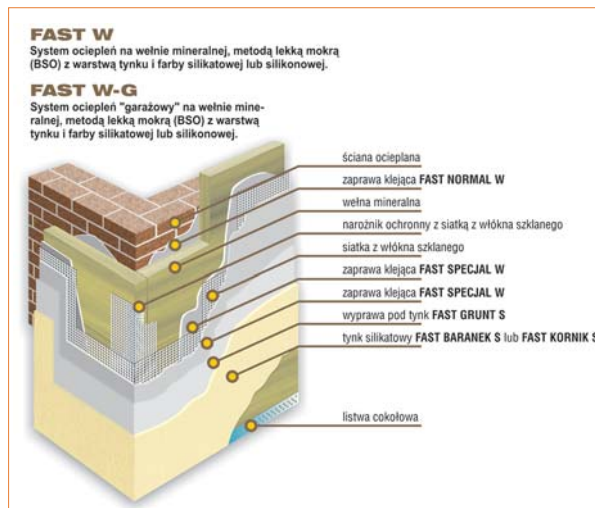 FAST W
System ociepleń na wełnie mineralnej, metodą lekką mokrą
(BSO) z warstwą tynku i farby silikatowej lub silikonowej.
FAST W-G
System ociepleń "garażowy" na wełnie mine-
ralnej, metodą lekką mokrą (BSO) z warstwą
tynku i farby silikatowej lub silikonowej.
ściana ocieplana
zaprawa klejąca FAST NORMAL W
wełna mineralna
narożnik ochronny z siatką z włókna szklanego
siatka z włókna szklanego
zaprawa klejąca FAST SPECJAL W
zaprawa klejąca FAST SPECJAL W
wyprawa pod tynk FAST GRUNT S
tynk silikatowy FAST BARANEK S lub FAST KORNIK S
listwa cokołowa